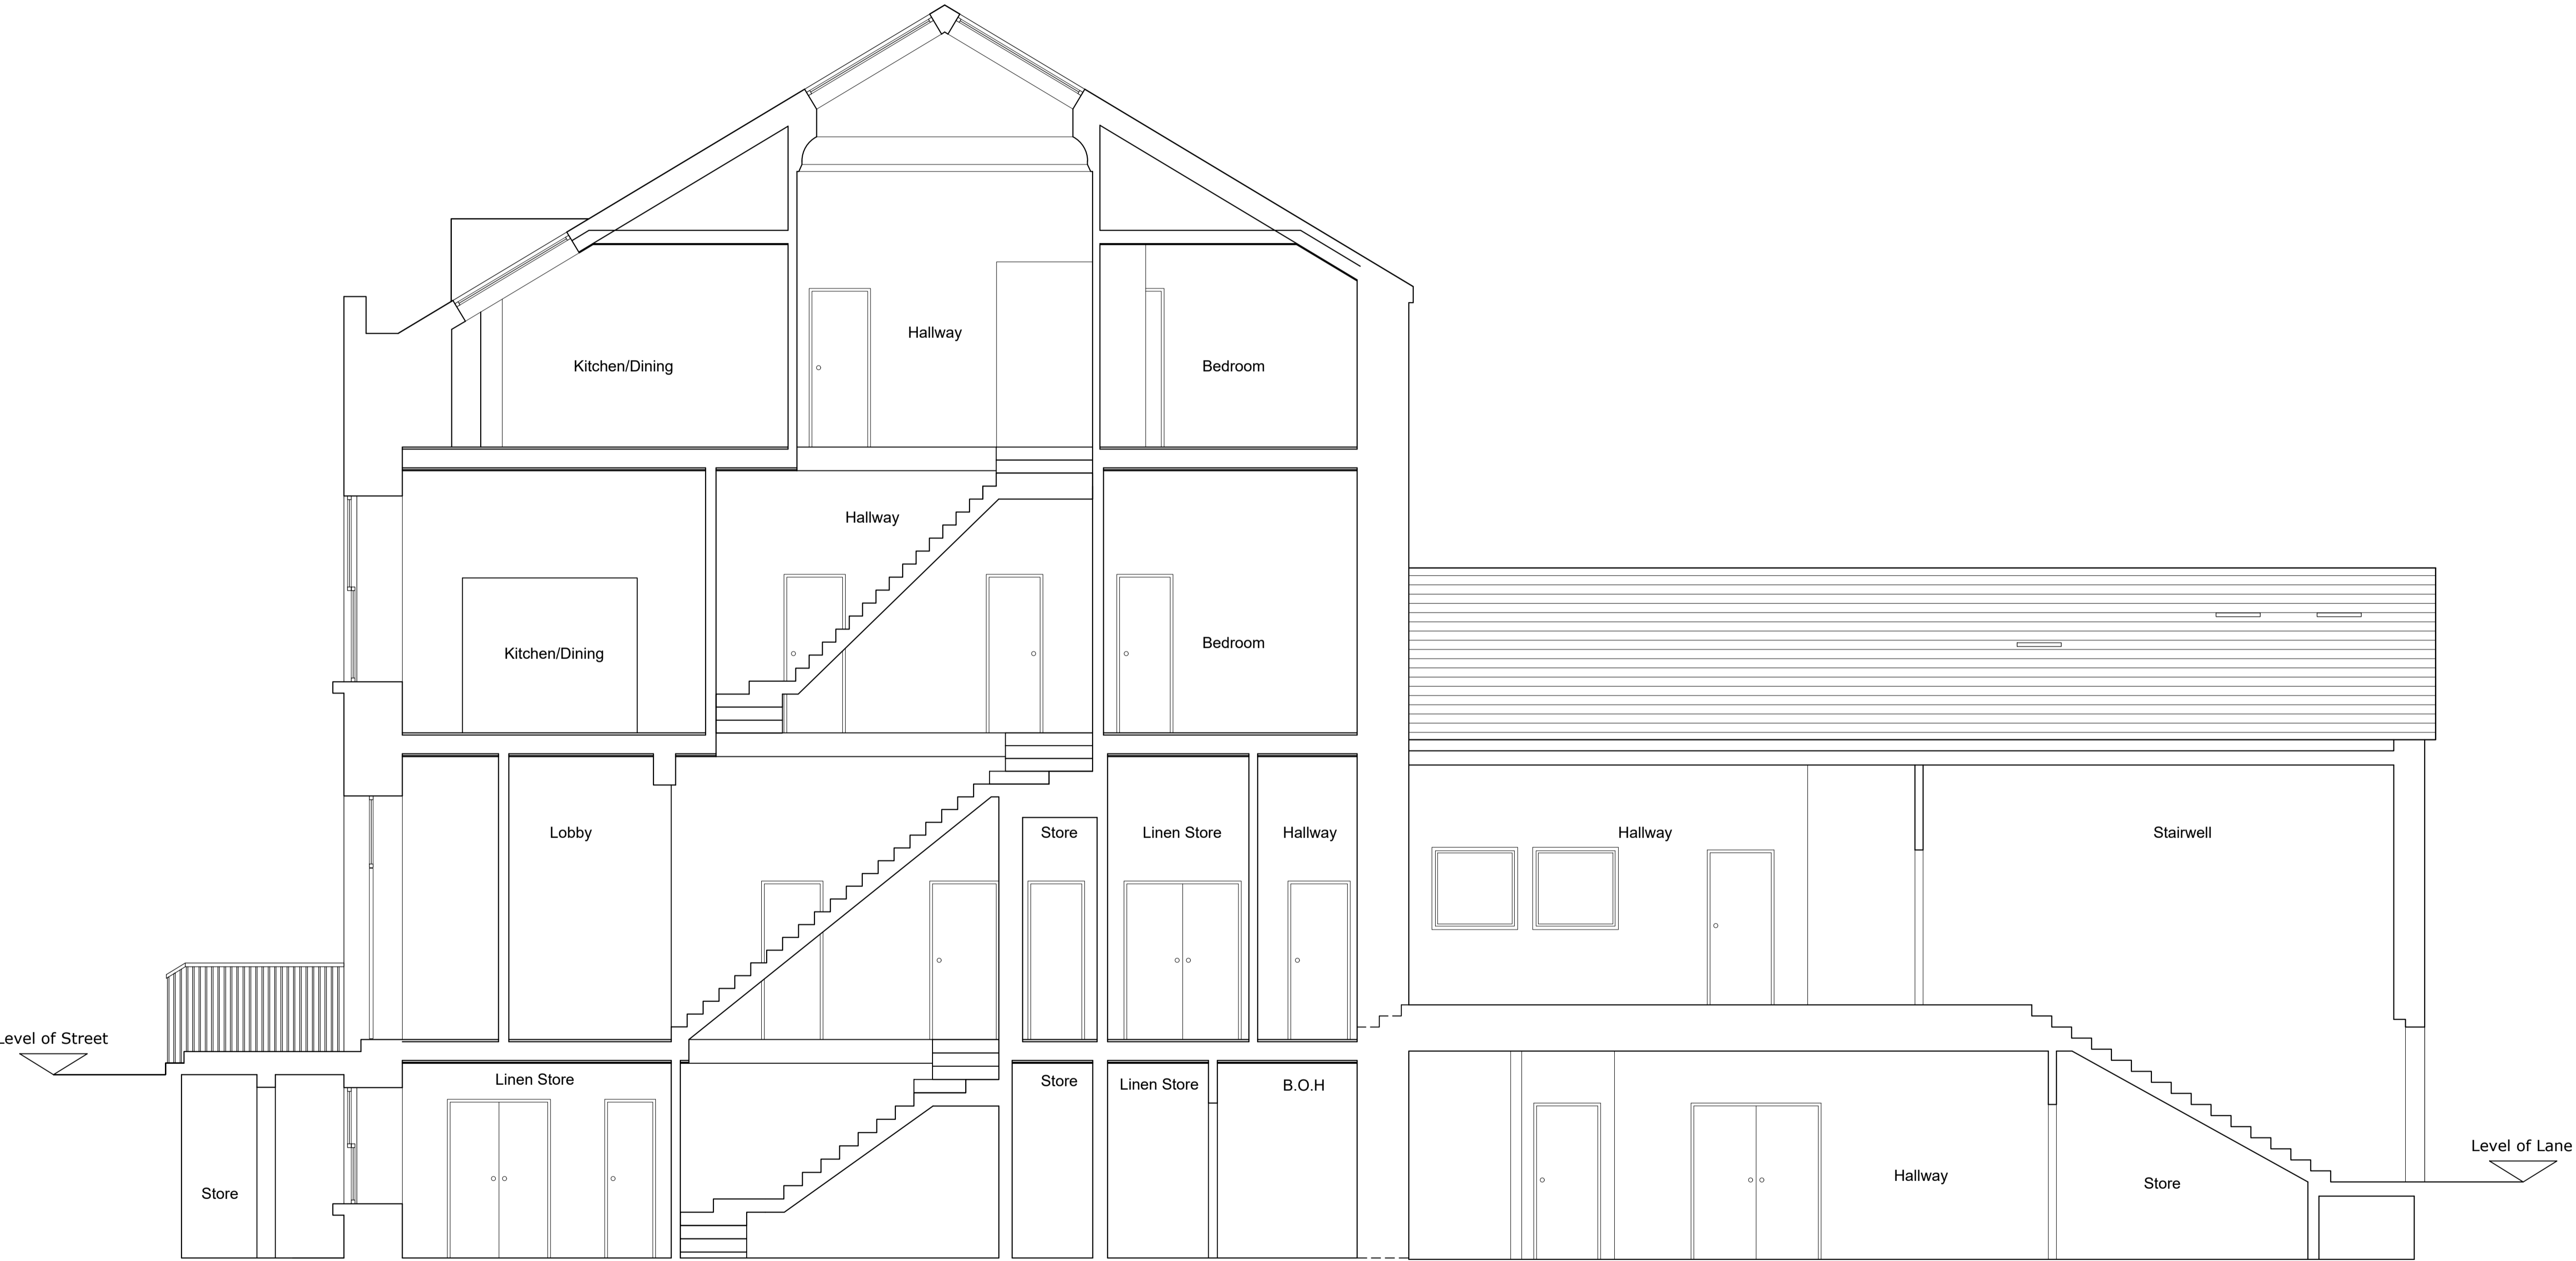 Hallway
Kitchen/Dining
Bedroom
Hallway
Kitchen/Dining
Bedroom
Lobby
Store
Linen Store
Hallway
Hallway
Stairwell
Level of Street
Linen Store
Store
Linen Store
B.O.H
Level of Lane
Store
Hallway
Store